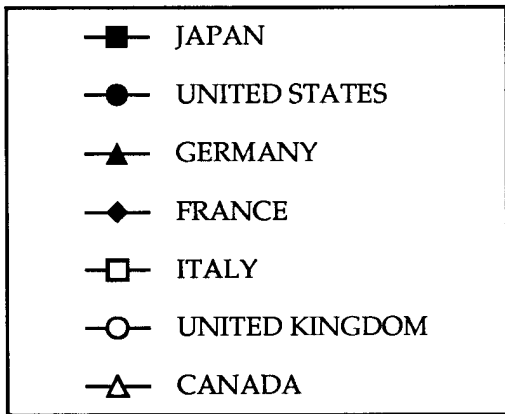 JAPAN
UNITED STATES
GERMANY
FRANCE
ITALY
UNITED KINGDOM
CANADA